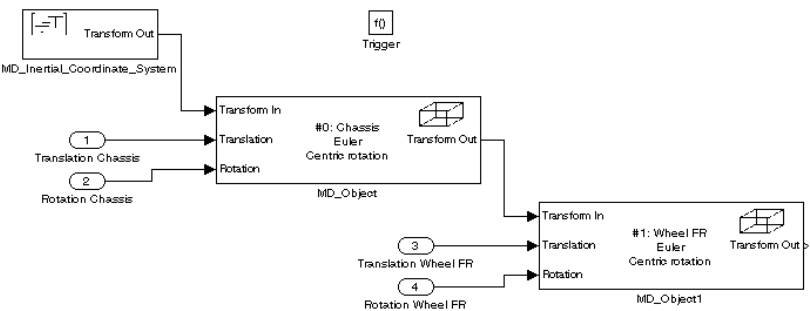 Transform Out
MD_Inertial_Coordinate_System
f()
Trigger
Transform In
Translation
Rotation
#0: Chassis
Euler
Centric rotation
Transform Out
MD_Object
1
Translation Chassis
2
Rotation Chassis
Transform In
Translation
Rotation
#1: Wheel FR
Euler
Centric rotation
Transform Out
MD_Object1
3
Translation Wheel FR
4
Rotation Wheel FR